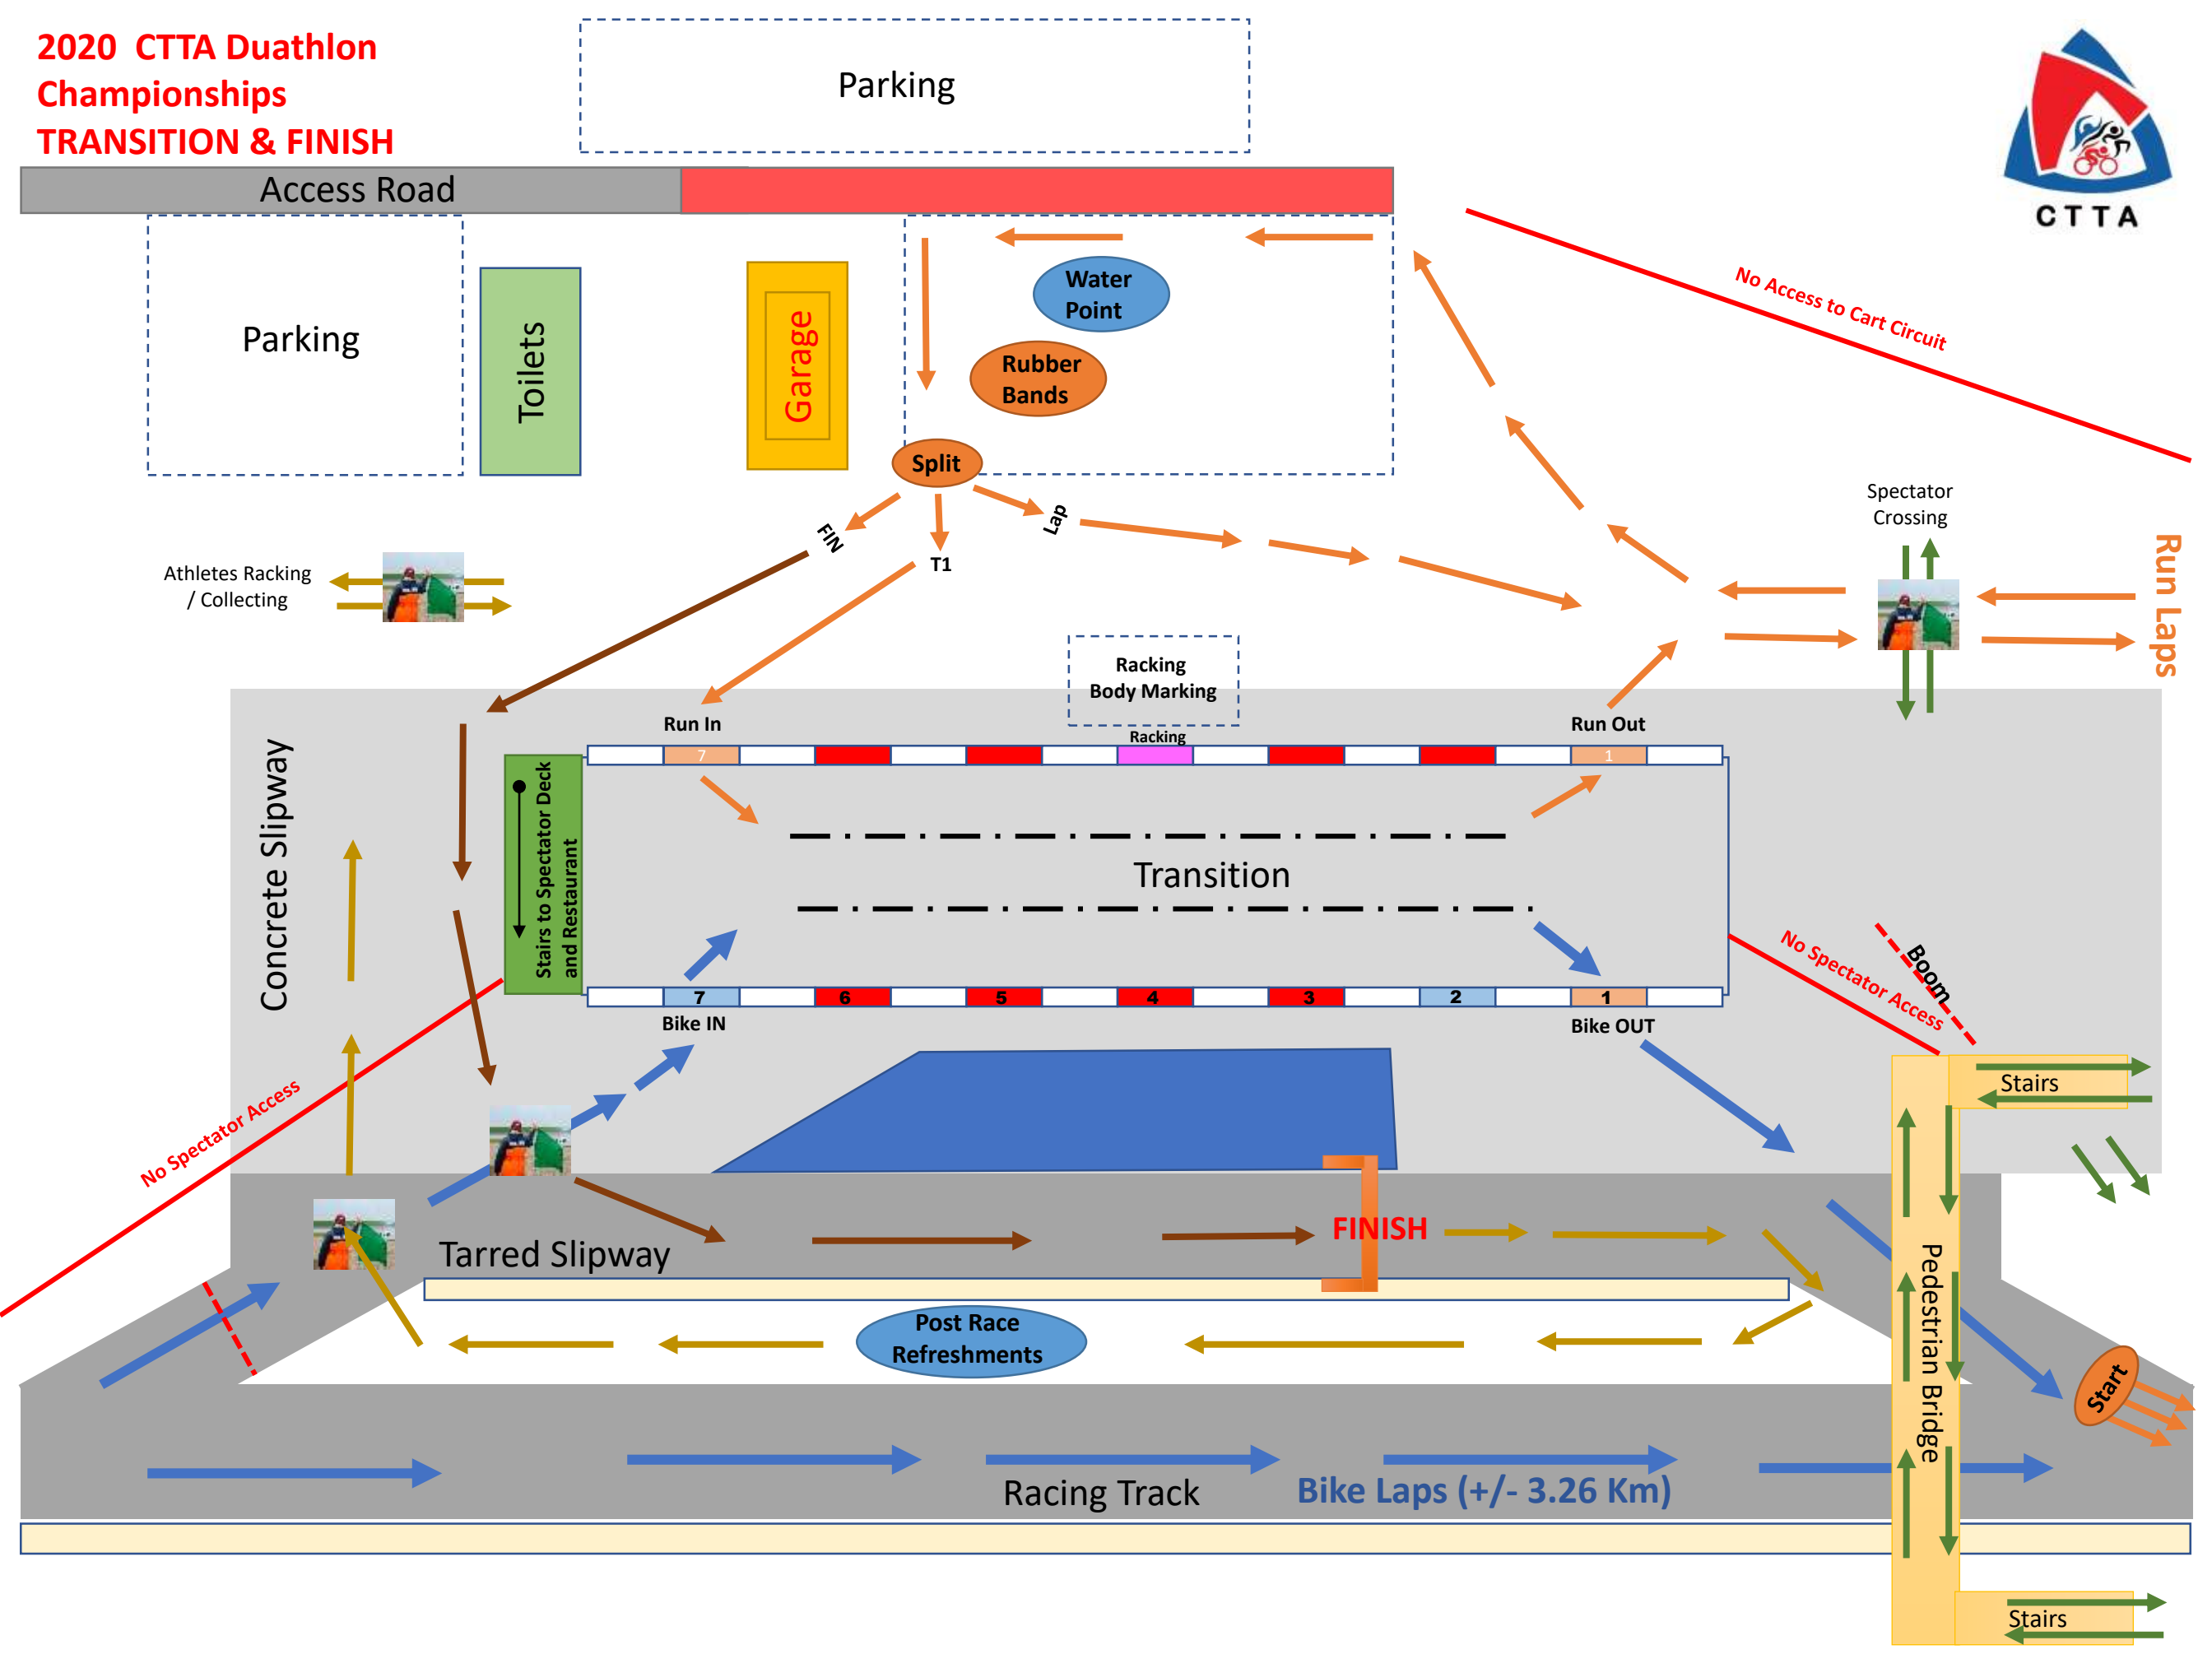 2020  CTTA Duathlon
Championships
TRANSITION & FINISH
Parking
CTTA
Access Road
No Access to Cart Circuit
Parking
Toilets
Garage
Water
Point
Rubber
Bands
Split
FIN
T1
Lap
Spectator
Crossing
Run Laps
Athletes Racking
/ Collecting
Racking
Body Marking
Run In
Racking
Run Out
7
1
Concrete Slipway
Stairs to Spectator Deck
and Restaurant
Transition
No Spectator Access
Boom
7
6
5
4
3
2
1
Bike IN
Bike OUT
Stairs
No Spectator Access
FINISH
Tarred Slipway
Pedestrian Bridge
Post Race
Refreshments
Start
Racing Track
Bike Laps (+/- 3.26 Km)
Stairs